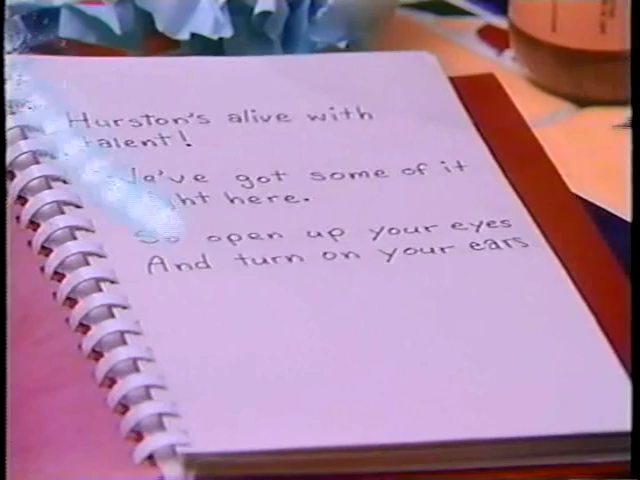 Hurston's alive with
talent!
We've got some of it
right here.
So open up your eyes
And turn on your ears